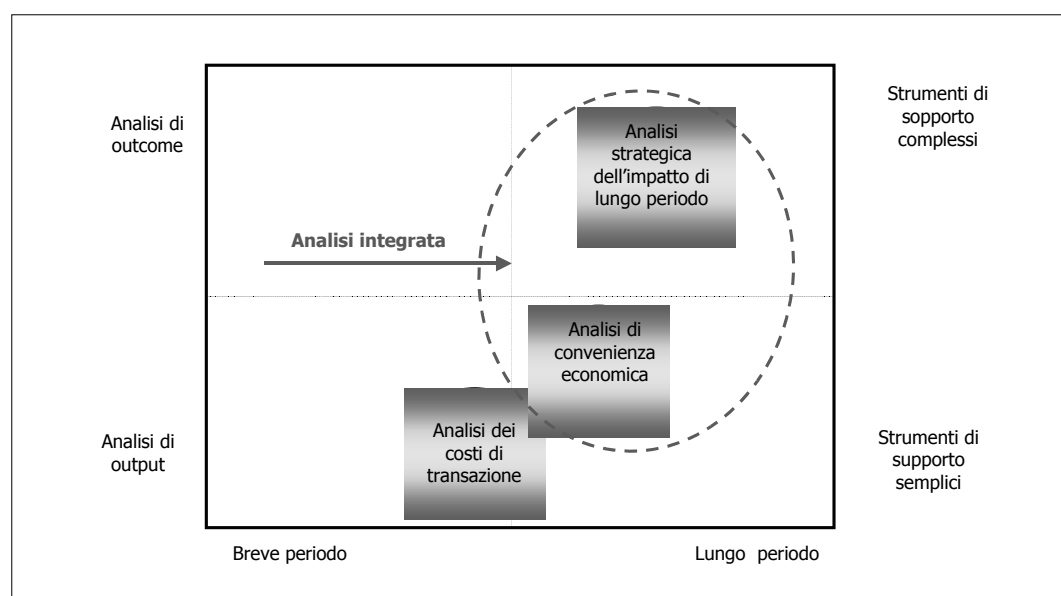 Analisi di
outcome
Strumenti di
sopporto
complessi
Analisi
strategica
dell'impatto di
lungo periodo
Analisi integrata
Analisi di
convenienza
economica
Analisi dei
costi di
transazione
Analisi di
output
Strumenti di
supporto
semplici
Breve periodo
Lungo periodo